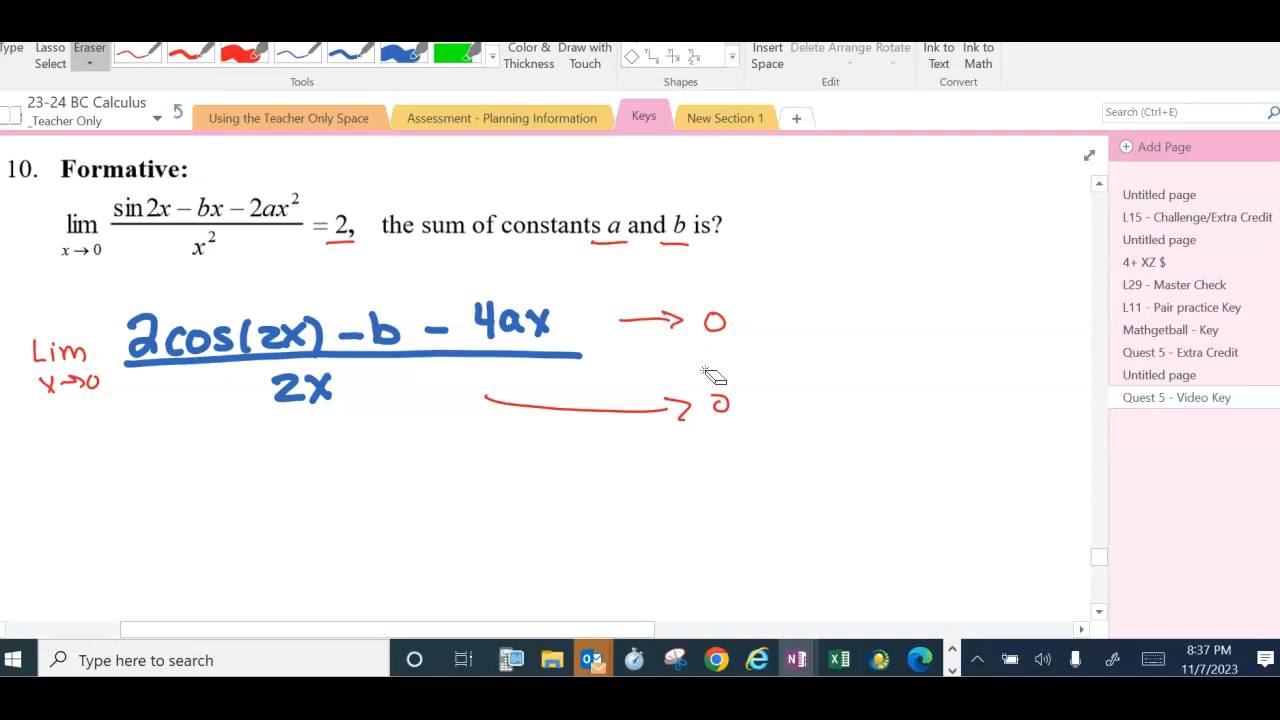 Type Lasso Select Eraser Color & Thickness Draw with Touch Insert Space Delete Arrange Rotate Ink to Text Ink to Math
Tools Shapes Edit Convert
23-24 BC Calculus
_Teacher Only
Using the Teacher Only Space Assessment - Planning Information Keys New Section 1 +
Search (Ctrl+E)
10. Formative:
lim x→0 (sin2x − bx − 2ax²)/x² = 2, the sum of constants a and b is?
Lim x→0 (2cos(2x) − b − 4ax)/2x
→ 0
→ 0
Add Page
Untitled page
L15 - Challenge/Extra Credit
Untitled page
4+ XZ $
L29 - Master Check
L11 - Pair practice Key
Mathgetball - Key
Quest 5 - Extra Credit
Untitled page
Quest 5 - Video Key
Type here to search
84
8:37 PM
11/7/2023